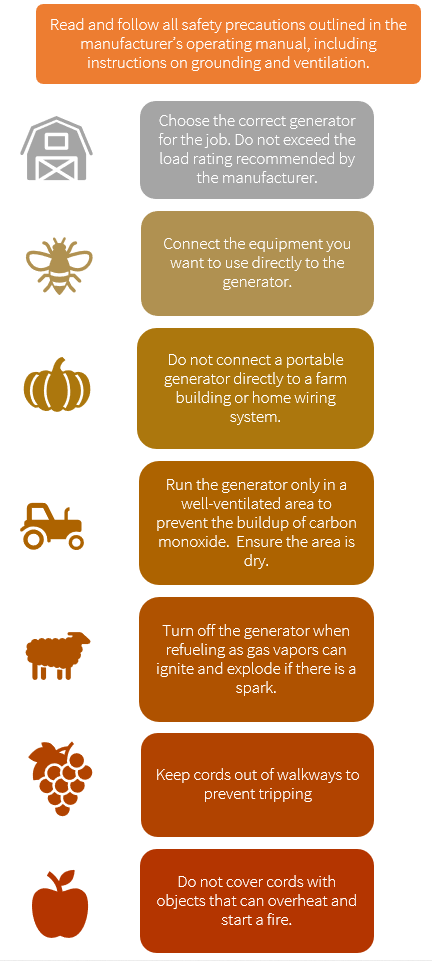 Read and follow all safety precautions outlined in the
manufacturer's operating manual, including
instructions on grounding and ventilation.
Choose the correct generator
for the job. Do not exceed the
load rating recommended by
the manufacturer.
Connect the equipment you
want to use directly to the
generator.
Do not connect a portable
generator directly to a farm
building or home wiring
system.
Run the generator only in a
well-ventilated area to
prevent the buildup of carbon
monoxide.  Ensure the area is
dry.
Turn off the generator when
refueling as gas vapors can
ignite and explode if there is a
spark.
Keep cords out of walkways to
prevent tripping
Do not cover cords with
objects that can overheat and
start a fire.